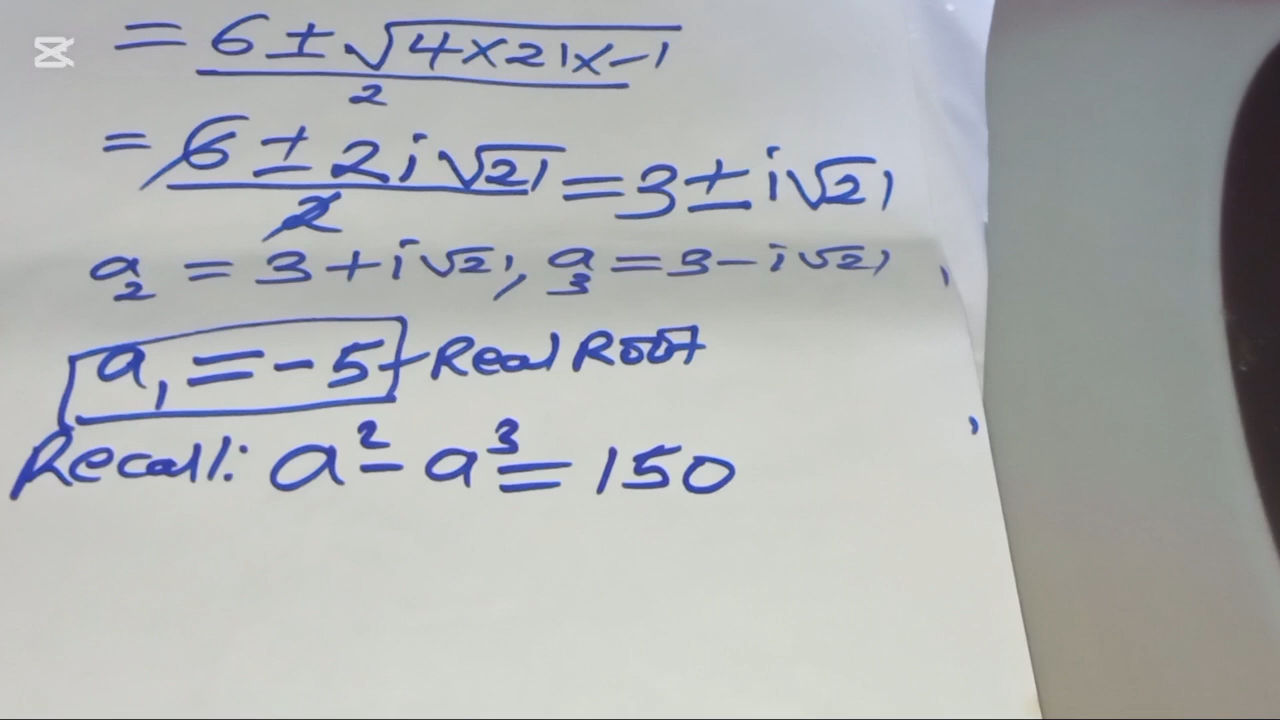 = 6 ± √4×21×-1
2
= 6 ± 2i√21 = 3 ± i√21
2
a₂ = 3 + i√21, a₃ = 3 - i√21
a₁ = -5 Real Root
Recall: a² - a³ = 150